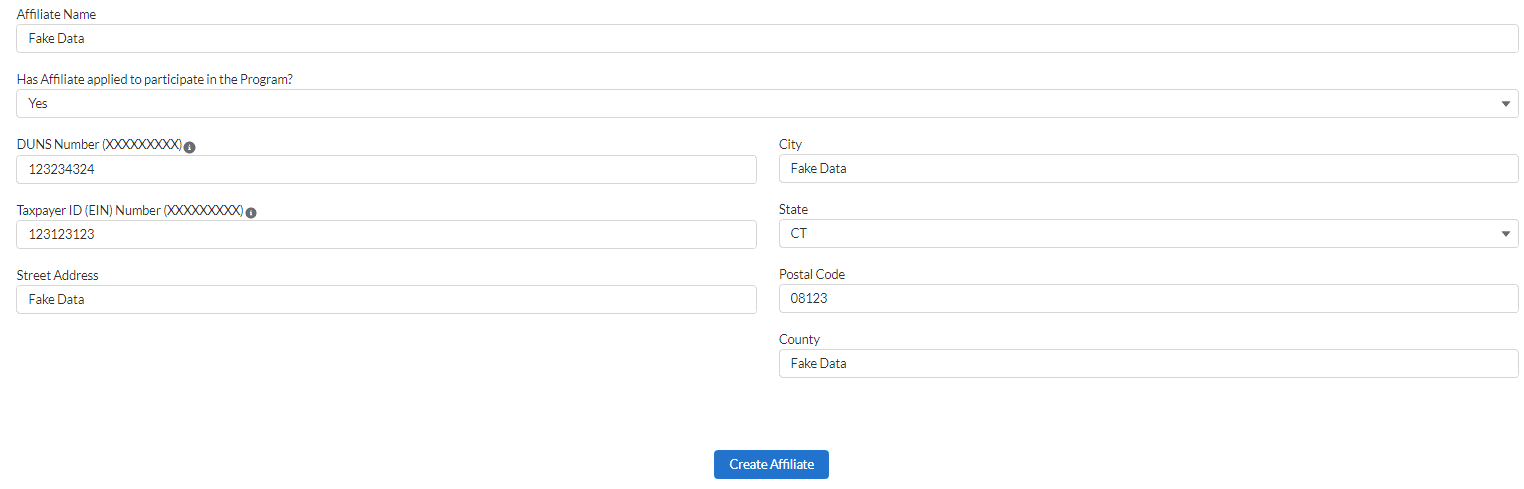 Affiliate Name
Fake Data
Has Affiliate applied to participate in the Program?
Yes
DUNS Number (XXXXXXXXX)
123234324
Taxpayer ID (EIN) Number (XXXXXXXXX)
123123123
Street Address
Fake Data
City
Fake Data
State
CT
Postal Code
08123
County
Fake Data
Create Affiliate